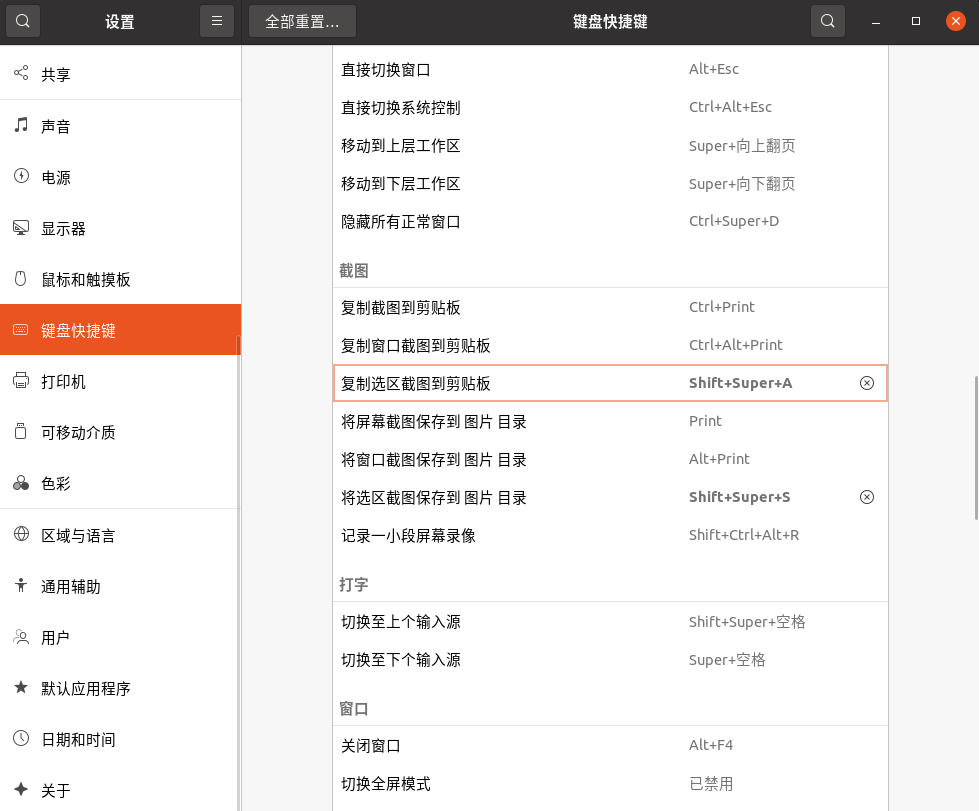 设置
全部重置…
键盘快捷键
共享
声音
电源
显示器
鼠标和触摸板
键盘快捷键
打印机
可移动介质
色彩
区域与语言
通用辅助
用户
默认应用程序
日期和时间
关于
直接切换窗口 Alt+Esc
直接切换系统控制 Ctrl+Alt+Esc
移动到上层工作区 Super+向上翻页
移动到下层工作区 Super+向下翻页
隐藏所有正常窗口 Ctrl+Super+D
截图
复制截图到剪贴板 Ctrl+Print
复制窗口截图到剪贴板 Ctrl+Alt+Print
复制选区截图到剪贴板 Shift+Super+A
将屏幕截图保存到 图片 目录 Print
将窗口截图保存到 图片 目录 Alt+Print
将选区截图保存到 图片 目录 Shift+Super+S
记录一小段屏幕录像 Shift+Ctrl+Alt+R
打字
切换至上个输入源 Shift+Super+空格
切换至下个输入源 Super+空格
窗口
关闭窗口 Alt+F4
切换全屏模式 已禁用